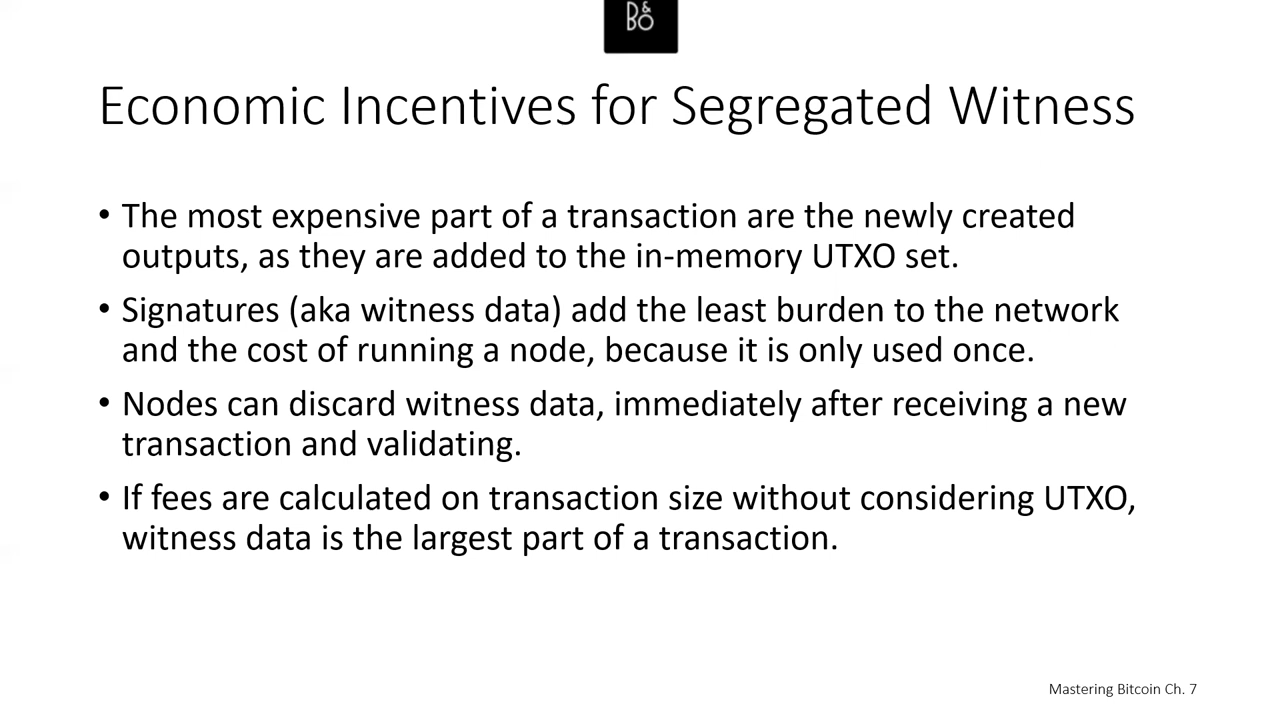 B&O
Economic Incentives for Segregated Witness
• The most expensive part of a transaction are the newly created
outputs, as they are added to the in-memory UTXO set.
• Signatures (aka witness data) add the least burden to the network
and the cost of running a node, because it is only used once.
• Nodes can discard witness data, immediately after receiving a new
transaction and validating.
• If fees are calculated on transaction size without considering UTXO,
witness data is the largest part of a transaction.
Mastering Bitcoin Ch. 7